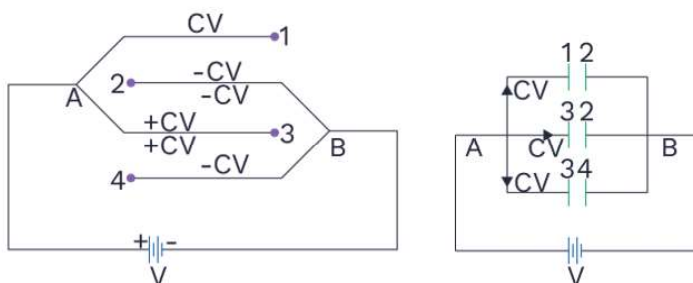 CV 1
A 2 -CV
-CV
+CV 3
+CV B
4 -CV
+ -
V
1 2
CV
3 2
A CV B
3 4
CV
V